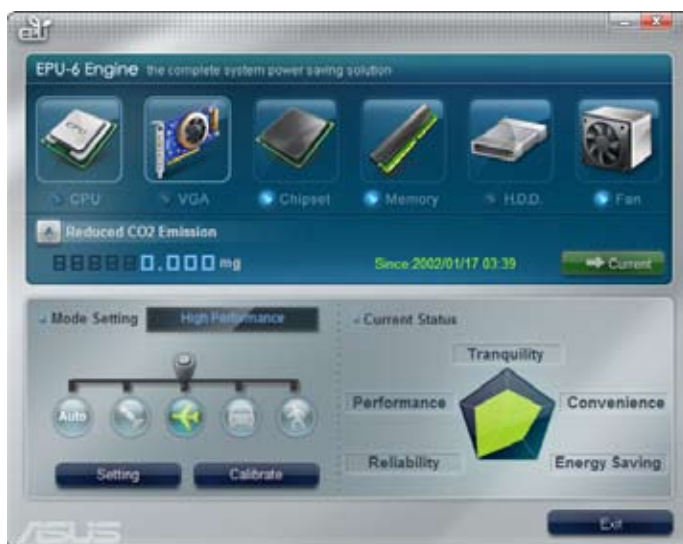 EPU-6 Engine the complete system power saving solution
CPU
CPU VGA Chipset Memory H.D.D. Fan
Reduced CO2 Emission
0.000 mg Since:2002/01/17 03:39 Current
Mode Setting High Performance Current Status
Tranquility
Performance Convenience
Auto
Reliability Energy Saving
Setting Calibrate
ASUS Exit